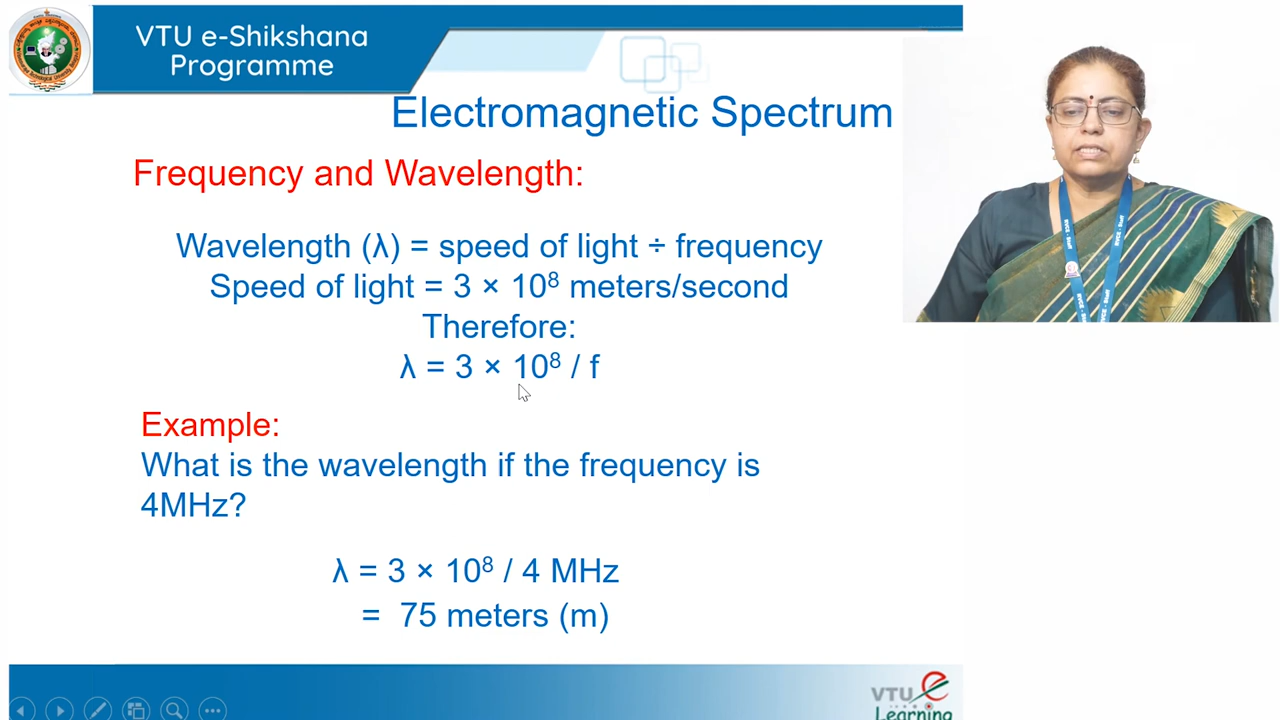 VTU e-Shikshana
Programme
Electromagnetic Spectrum
Frequency and Wavelength:
Wavelength (λ) = speed of light ÷ frequency
Speed of light = 3 × 10⁸ meters/second
Therefore:
λ = 3 × 10⁸ / f
Example:
What is the wavelength if the frequency is
4MHz?
λ = 3 × 10⁸ / 4 MHz
= 75 meters (m)
VTU e
Learning